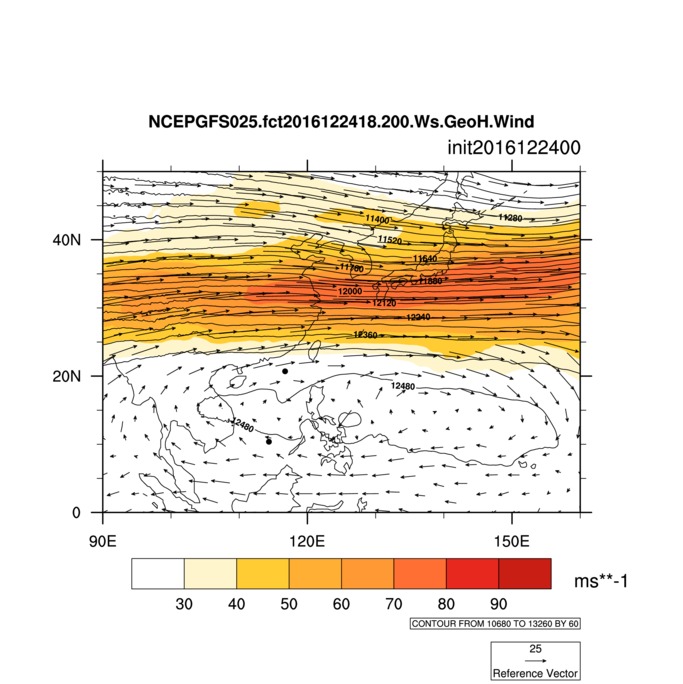 NCEPGFS025.fct2016122418.200.Ws.GeoH.Wind
init2016122400
11280
11400
40N
11520
11640
11760
11880
12000
12120
12240
12360
20N
12480
12480
0
90E 120E 150E
ms**-1
30 40 50 60 70 80 90
CONTOUR FROM 10680 TO 13260 BY 60
25
Reference Vector